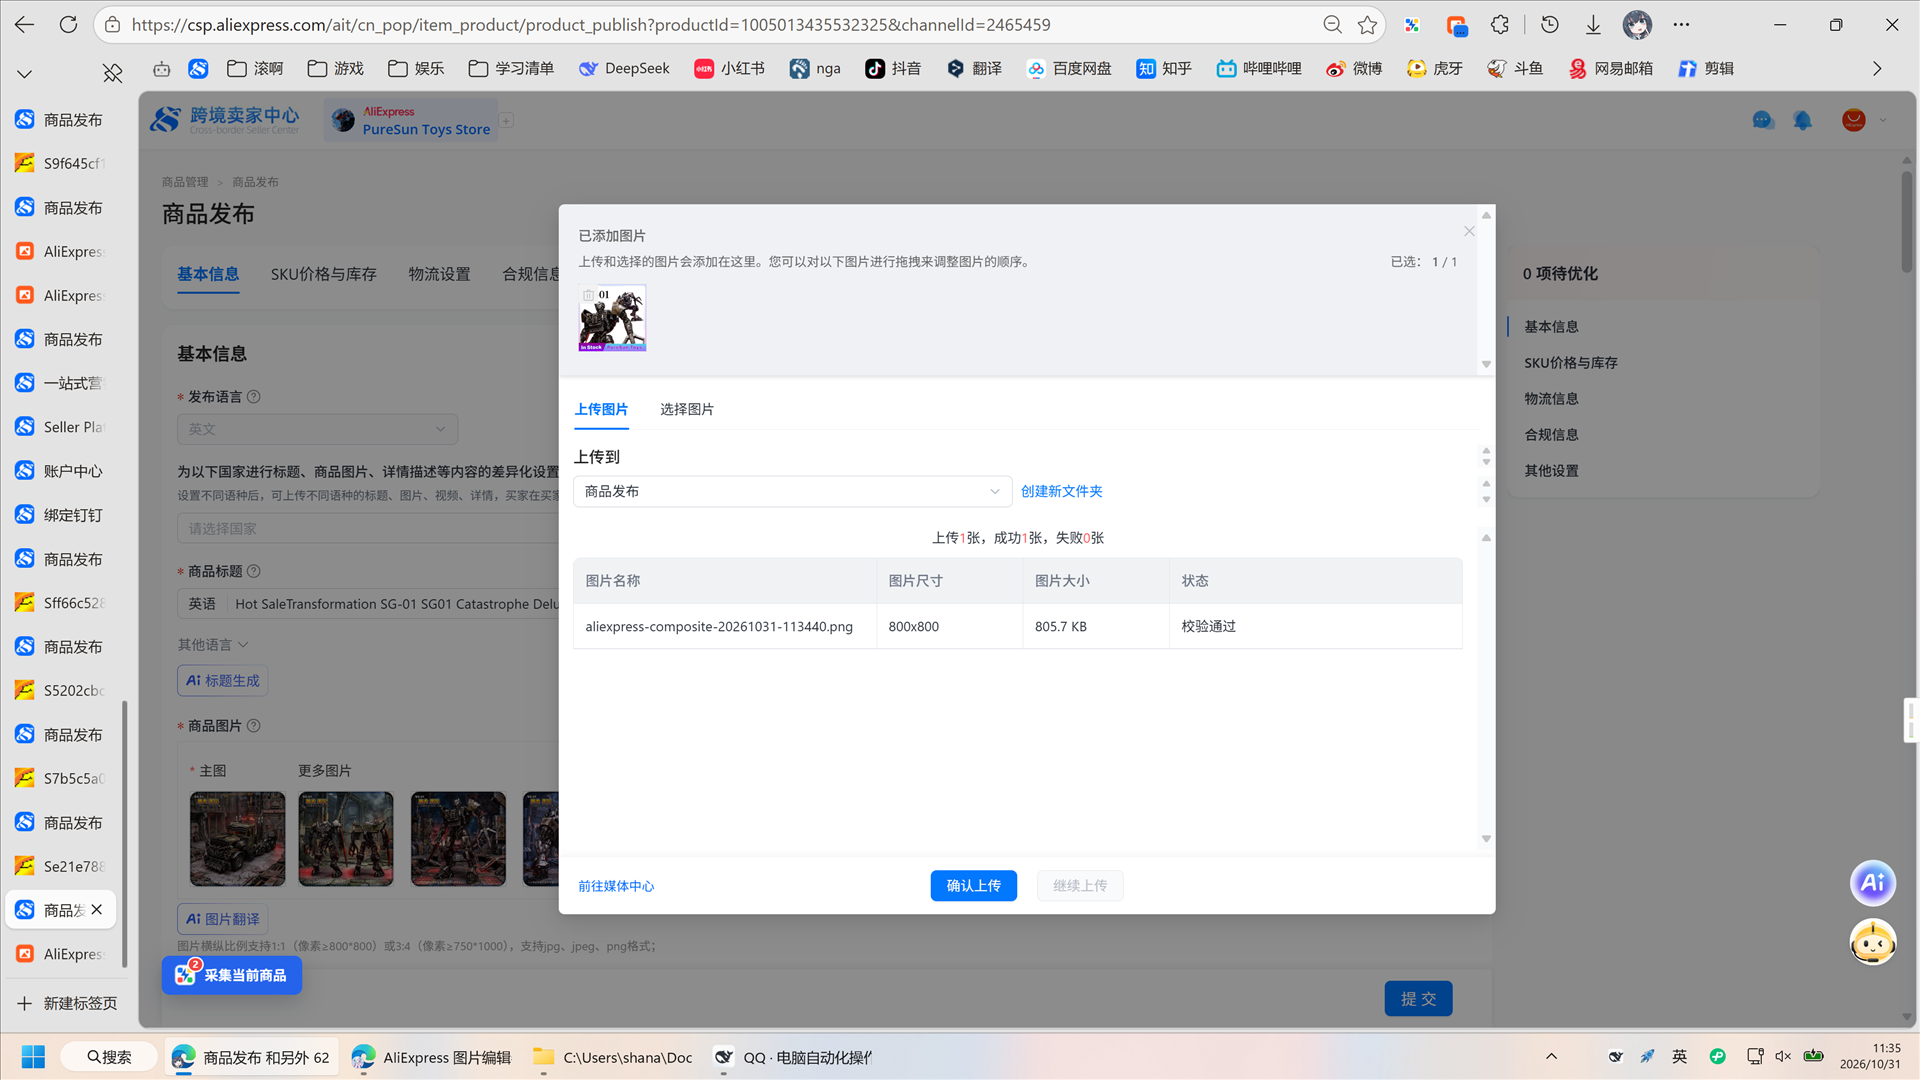 https://csp.aliexpress.com/ait/cn_pop/item_product/product_publish?productId=1005013435532325&channelId=2465459
滚啊
游戏
娱乐
学习清单
DeepSeek
小红书
nga
抖音
翻译
百度网盘
知乎
哔哩哔哩
微博
虎牙
斗鱼
网易邮箱
剪辑
商品发布
S9f645cf1
商品发布
AliExpress
AliExpress
商品发布
一站式营
Seller Pla
账户中心
绑定钉钉
商品发布
Sff66c528
商品发布
S5202cbc
商品发布
S7b5c5a0
商品发布
Se21e788
商品发
AliExpress
新建标签页
跨境卖家中心
Cross-border Seller Center
AliExpress
PureSun Toys Store
商品管理 > 商品发布
商品发布
基本信息
SKU价格与库存
物流设置
合规信息
基本信息
* 发布语言
英文
为以下国家进行标题、商品图片、详情描述等内容的差异化设置
设置不同语种后，可上传不同语种的标题、图片、视频、详情，买家在买家
请选择国家
* 商品标题
英语 Hot SaleTransformation SG-01 SG01 Catastrophe Delu
其他语言
Ai 标题生成
* 商品图片
* 主图
更多图片
Ai 图片翻译
图片横纵比例支持1:1（像素≥800*800）或3:4（像素≥750*1000），支持jpg、jpeg、png格式；
2
采集当前商品
提 交
已添加图片
上传和选择的图片会添加在这里。您可以对以下图片进行拖拽来调整图片的顺序。
已选： 1 / 1
01
In Stock
PureSun Toys
上传图片
选择图片
上传到
商品发布
创建新文件夹
上传1张，成功1张，失败0张
图片名称 图片尺寸 图片大小 状态
aliexpress-composite-20261031-113440.png 800x800 805.7 KB 校验通过
前往媒体中心
确认上传
继续上传
0 项待优化
基本信息
SKU价格与库存
物流信息
合规信息
其他设置
Ai
搜索
商品发布 和另外 62
AliExpress 图片编辑
C:\Users\shana\Doc
QQ · 电脑自动化操作
英
11:35
2026/10/31